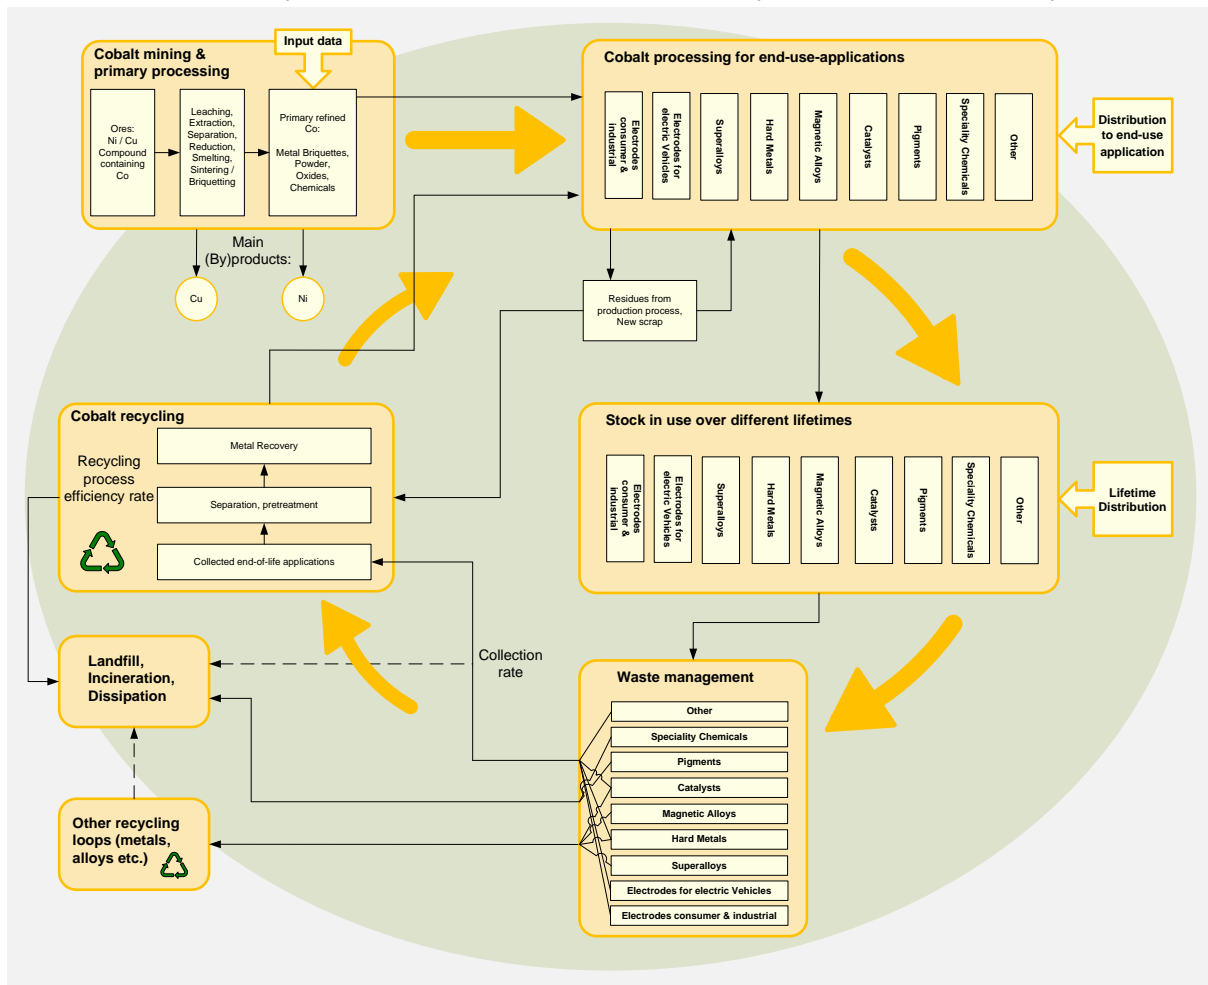 Input data
Cobalt mining &
primary processing
Ores:
Ni / Cu
Compound
containing
Co
Leaching,
Extraction,
Separation,
Reduction,
Smelting,
Sintering /
Briquetting
Primary refined
Co:
Metal Briquettes,
Powder,
Oxides,
Chemicals
Main
(By)products:
Cu
Ni
Cobalt processing for end-use-applications
Electrodes
consumer &
industrial
Electrodes for
electric Vehicles
Superalloys
Hard Metals
Magnetic Alloys
Catalysts
Pigments
Speciality Chemicals
Other
Distribution
to end-use
application
Residues from
production process,
New scrap
Cobalt recycling
Recycling
process
efficiency rate
Metal Recovery
Separation, pretreatment
Collected end-of-life applications
Stock in use over different lifetimes
Electrodes
consumer &
industrial
Electrodes for
electric Vehicles
Superalloys
Hard Metals
Magnetic Alloys
Catalysts
Pigments
Speciality Chemicals
Other
Lifetime
Distribution
Landfill,
Incineration,
Dissipation
Collection
rate
Waste management
Other
Speciality Chemicals
Pigments
Catalysts
Magnetic Alloys
Hard Metals
Superalloys
Electrodes for electric Vehicles
Electrodes consumer & industrial
Other recycling
loops (metals,
alloys etc.)